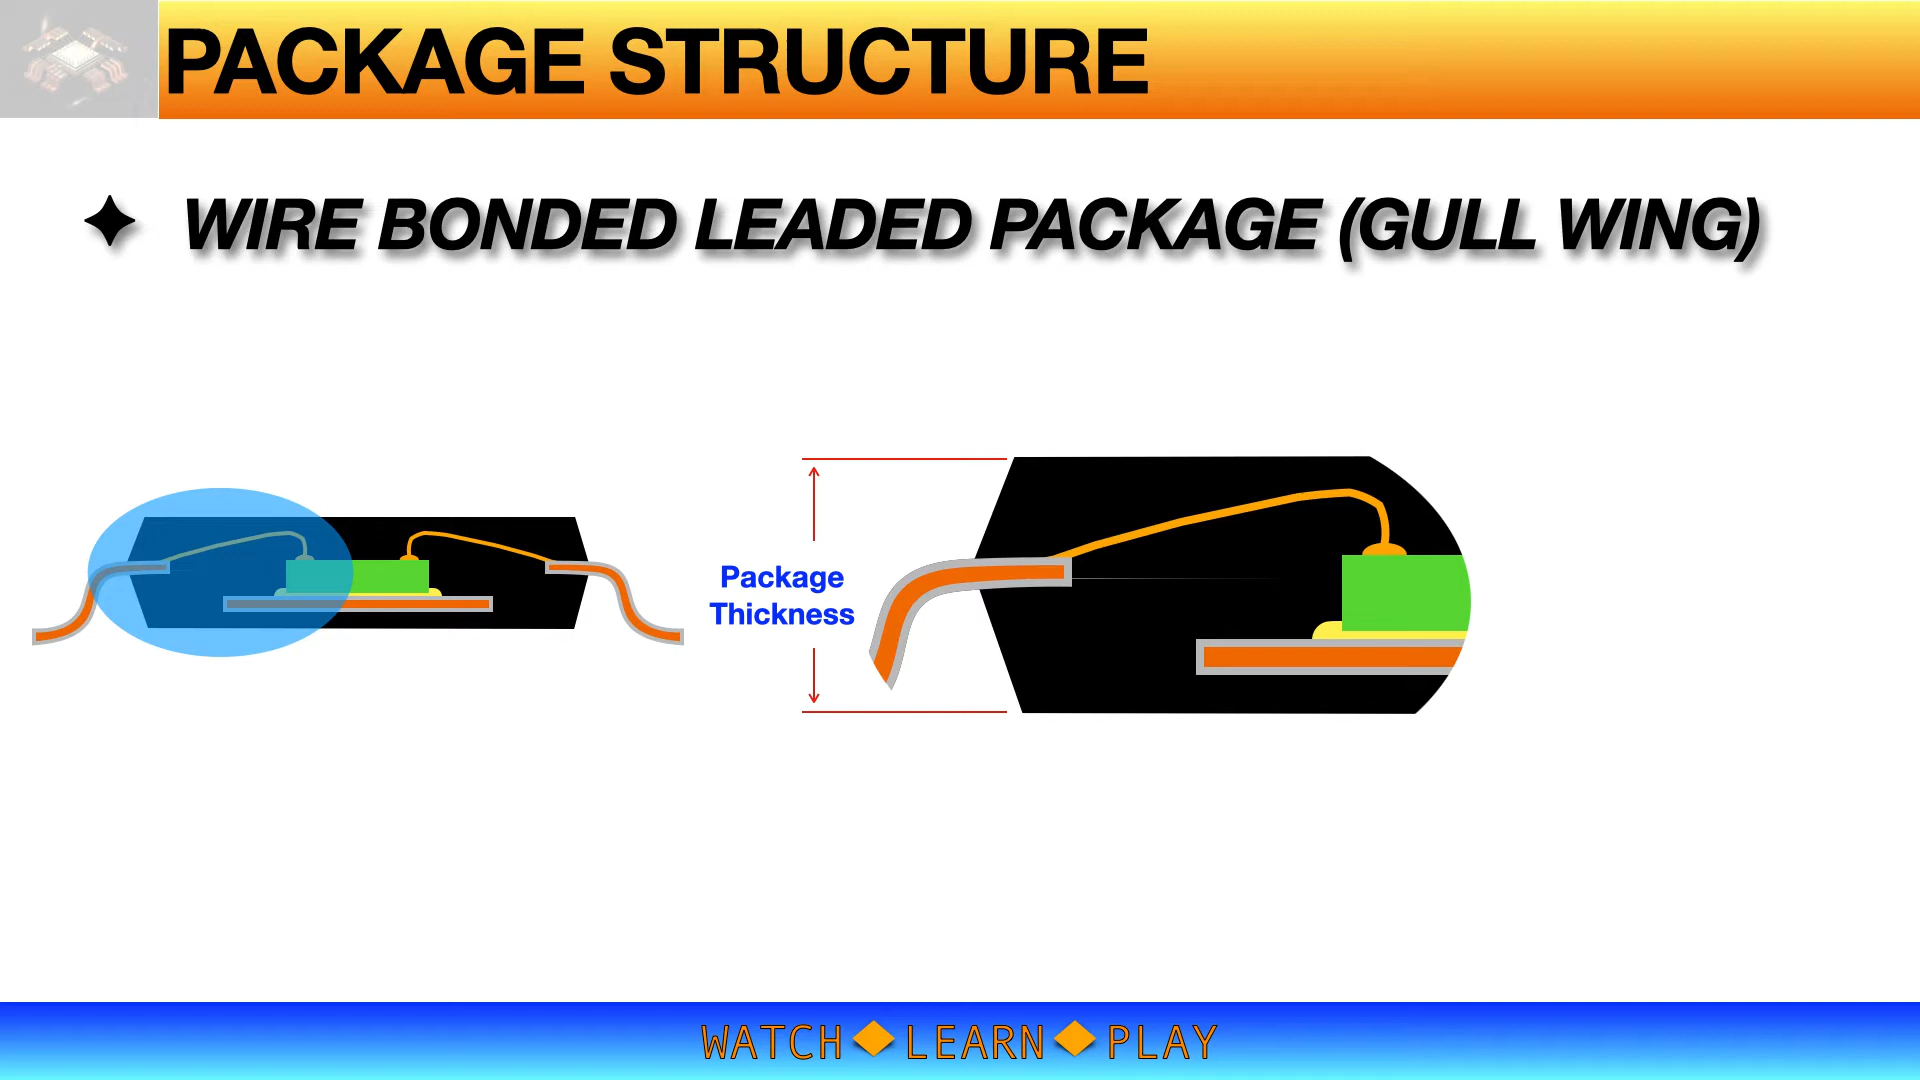 PACKAGE STRUCTURE
WIRE BONDED LEADED PACKAGE (GULL WING)
Package
Thickness
WATCH LEARN PLAY